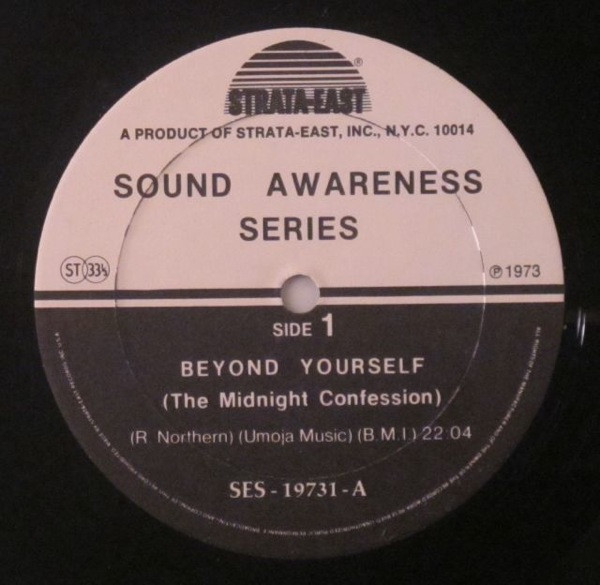 STRATA-EAST®
A PRODUCT OF STRATA-EAST, INC., N.Y.C. 10014
SOUND AWARENESS
SERIES
ST 33⅓
℗ 1973
SIDE 1
BEYOND YOURSELF
(The Midnight Confession)
(R Northern) (Umoja Music) (B.M.I.) 22:04
SES - 19731 - A